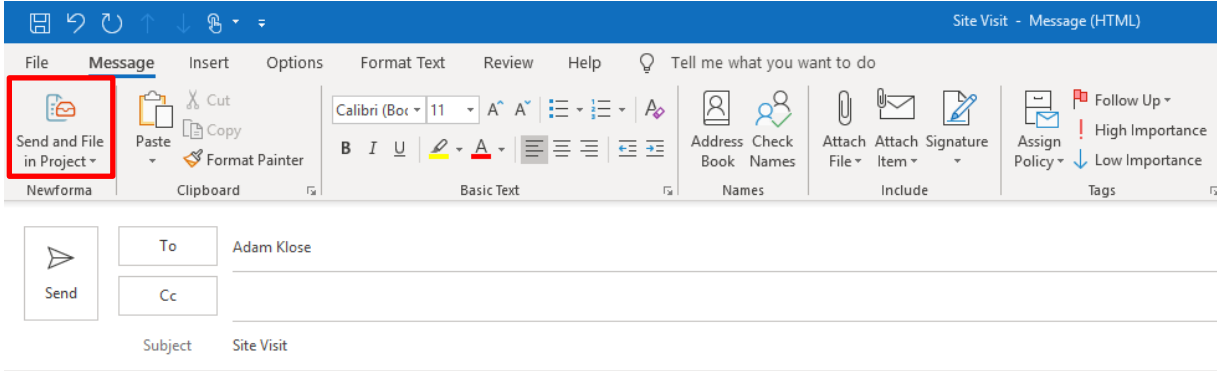 Site Visit - Message (HTML)
File Message Insert Options Format Text Review Help Tell me what you want to do
Send and File in Project
Newforma
Paste
Cut
Copy
Format Painter
Clipboard
Calibri (Boc 11
B I U A
Basic Text
Address Book
Check Names
Names
Attach File
Attach Item
Signature
Include
Assign Policy
Follow Up
High Importance
Low Importance
Tags
Send
To Adam Klose
Cc
Subject Site Visit